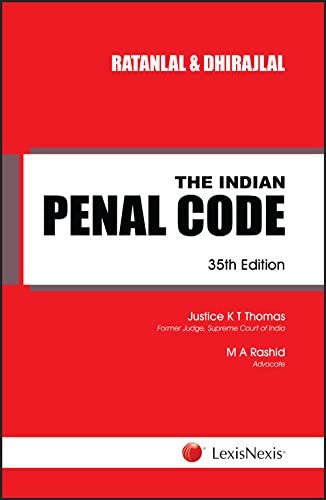 RATANLAL & DHIRAJLAL
THE INDIAN
PENAL CODE
35th Edition
Justice K T Thomas
Former Judge, Supreme Court of India
M A Rashid
Advocate
LexisNexis®